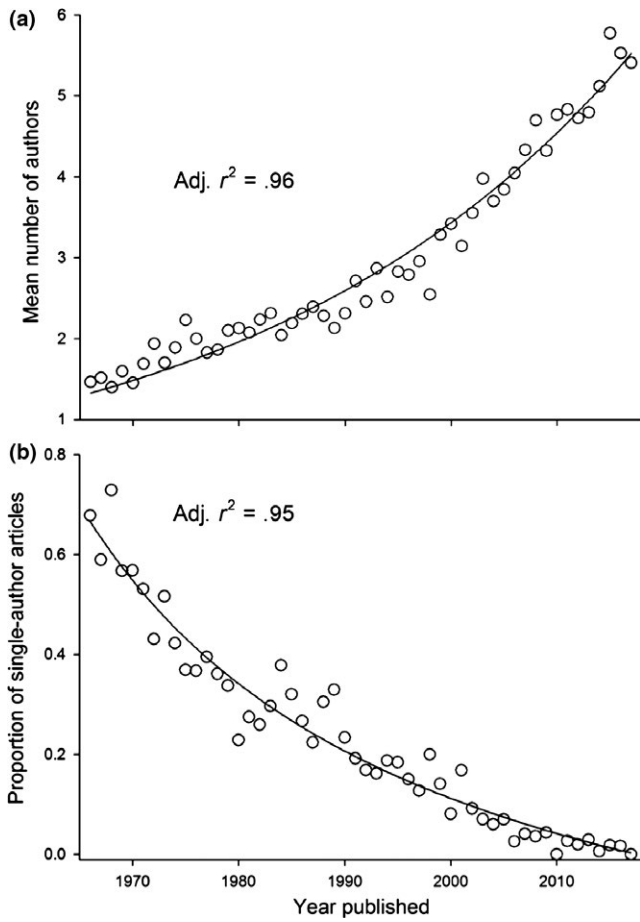 (a)
6
5
4
3
2
1
Mean number of authors
Adj. r² = .96
(b)
0.8
0.6
0.4
0.2
0.0
Proportion of single-author articles
Adj. r² = .95
1970 1980 1990 2000 2010
Year published